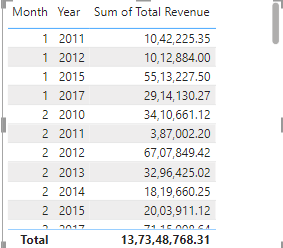 Month Year Sum of Total Revenue
1 2011 10,42,225.35
1 2012 10,12,884.00
1 2015 55,13,227.50
1 2017 29,14,130.27
2 2010 34,10,661.12
2 2011 3,87,002.20
2 2012 67,07,849.42
2 2013 32,96,425.02
2 2014 18,19,660.25
2 2015 20,03,911.12
2 2017
Total 13,73,48,768.31